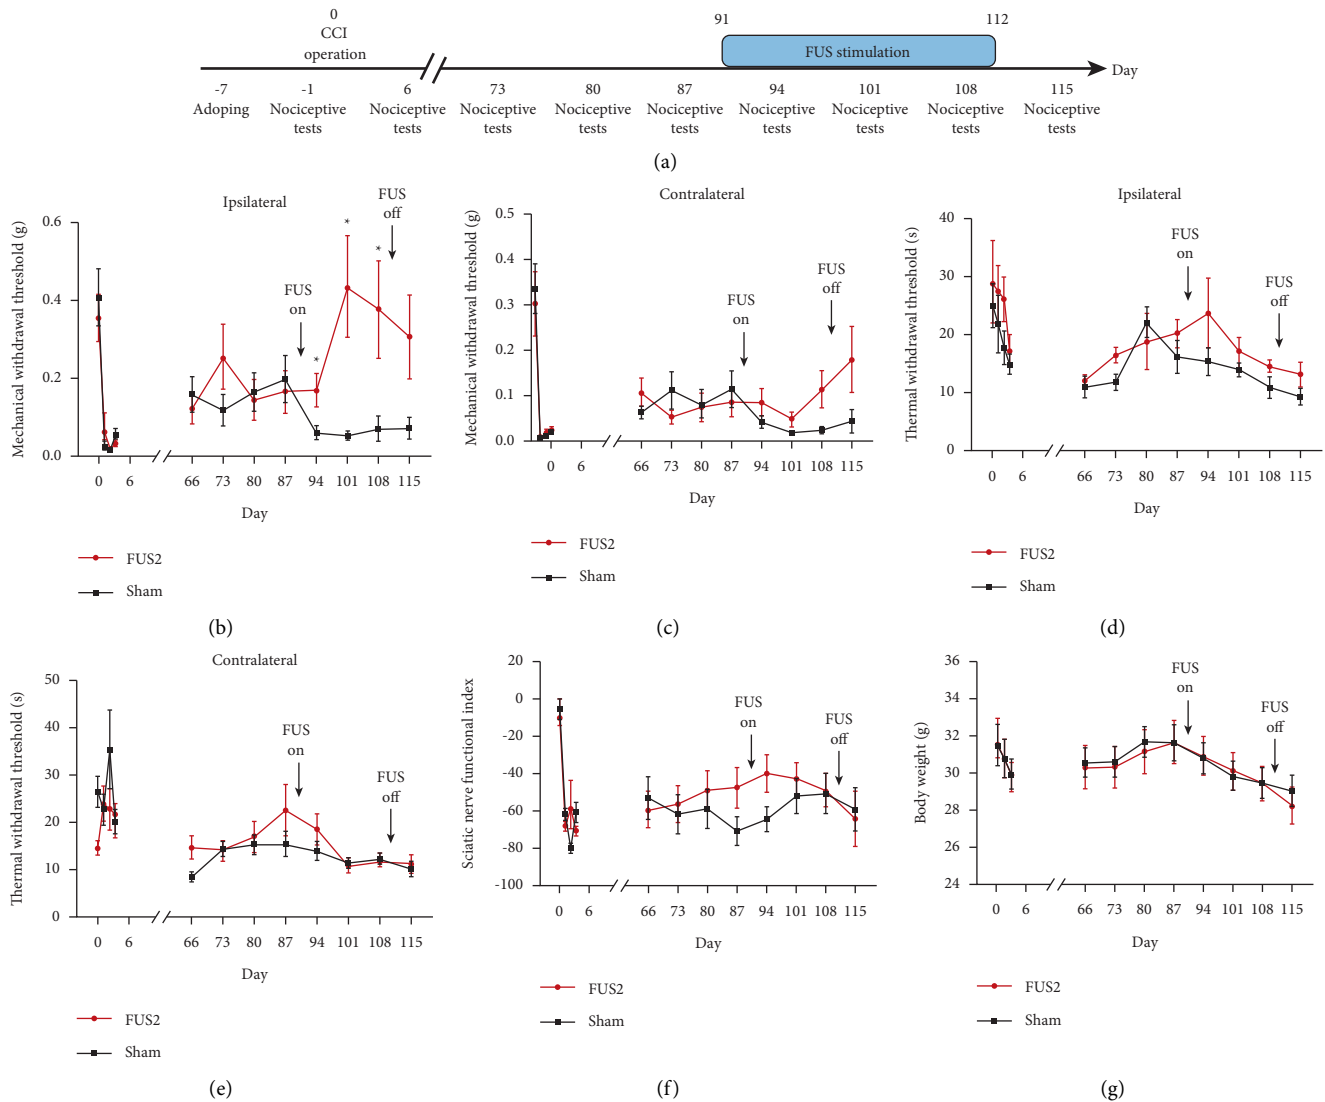 0
CCI
operation
91
112
FUS stimulation
Day
-7
Adoping
-1
Nociceptive
tests
6
Nociceptive
tests
73
Nociceptive
tests
80
Nociceptive
tests
87
Nociceptive
tests
94
Nociceptive
tests
101
Nociceptive
tests
108
Nociceptive
tests
115
Nociceptive
tests
(a)
Ipsilateral
Mechanical withdrawal threshold (g)
0.6
0.4
0.2
0.0
FUS
on
FUS
off
*
*
*
0 6 66 73 80 87 94 101 108 115
Day
FUS2
Sham
(b)
Contralateral
Mechanical withdrawal threshold (g)
0.5
0.4
0.3
0.2
0.1
0.0
FUS
on
FUS
off
0 6 66 73 80 87 94 101 108 115
Day
FUS2
Sham
(c)
Ipsilateral
Thermal withdrawal threshold (s)
40
30
20
10
0
FUS
on
FUS
off
0 6 66 73 80 87 94 101 108 115
Day
FUS2
Sham
(d)
Contralateral
Thermal withdrawal threshold (s)
50
40
30
20
10
0
FUS
on
FUS
off
0 6 66 73 80 87 94 101 108 115
Day
FUS2
Sham
(e)
Sciatic nerve functional index
20
0
-20
-40
-60
-80
-100
FUS
on
FUS
off
0 6 66 73 80 87 94 101 108 115
Day
FUS2
Sham
(f)
Body weight (g)
36
34
32
30
28
26
24
FUS
on
FUS
off
0 6 66 73 80 87 94 101 108 115
Day
FUS2
Sham
(g)